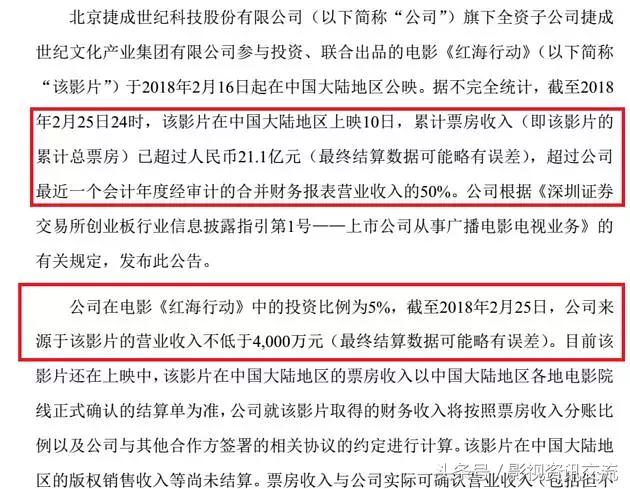 北京捷成世纪科技股份有限公司（以下简称“公司”）旗下全资子公司捷成
世纪文化产业集团有限公司参与投资、联合出品的电影《红海行动》（以下简称
“该影片”）于2018年2月16日起在中国大陆地区公映。据不完全统计，截至2018
年2月25日24时，该影片在中国大陆地区上映10日，累计票房收入（即该影片的
累计总票房）已超过人民币21.1亿元（最终结算数据可能略有误差），超过公司
最近一个会计年度经审计的合并财务报表营业收入的50%。公司根据《深圳证券
交易所创业板行业信息披露指引第1号——上市公司从事广播电影电视业务》的
有关规定，发布此公告。
公司在电影《红海行动》中的投资比例为5%，截至2018年2月25日，公司来
源于该影片的营业收入不低于4,000万元（最终结算数据可能略有误差）。目前该
影片还在上映中，该影片在中国大陆地区的票房收入以中国大陆地区各地电影院
线正式确认的结算单为准，公司就该影片取得的财务收入将按照票房收入分账比
例以及公司与其他合作方签署的相关协议的约定进行计算。该影片在中国大陆地
区的版权销售收入等尚未结算。票房收入与公司实际可确认营业收入
头条号／影视资讯交流